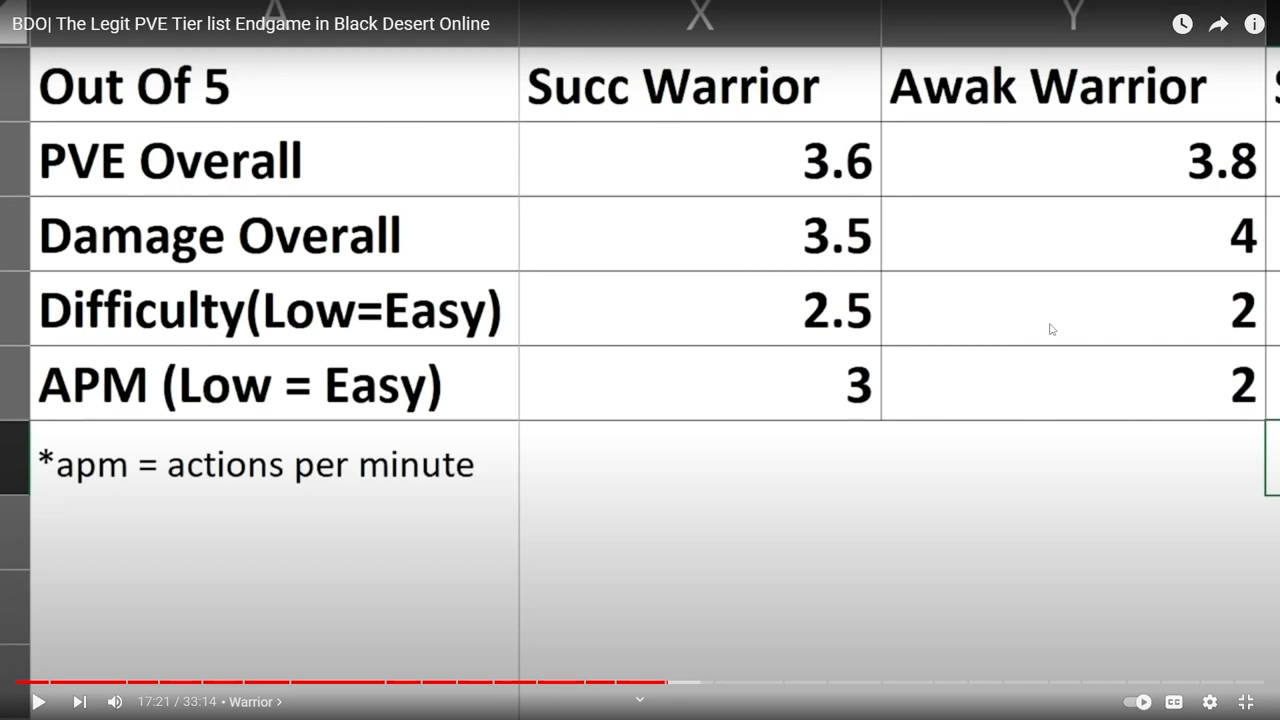 BDO| The Legit PVE Tier list Endgame in Black Desert Online
A X Y
Out Of 5 Succ Warrior Awak Warrior
PVE Overall 3.6 3.8
Damage Overall 3.5 4
Difficulty(Low=Easy) 2.5 2
APM (Low = Easy) 3 2
*apm = actions per minute
17:21 / 33:14 • Warrior >
CC